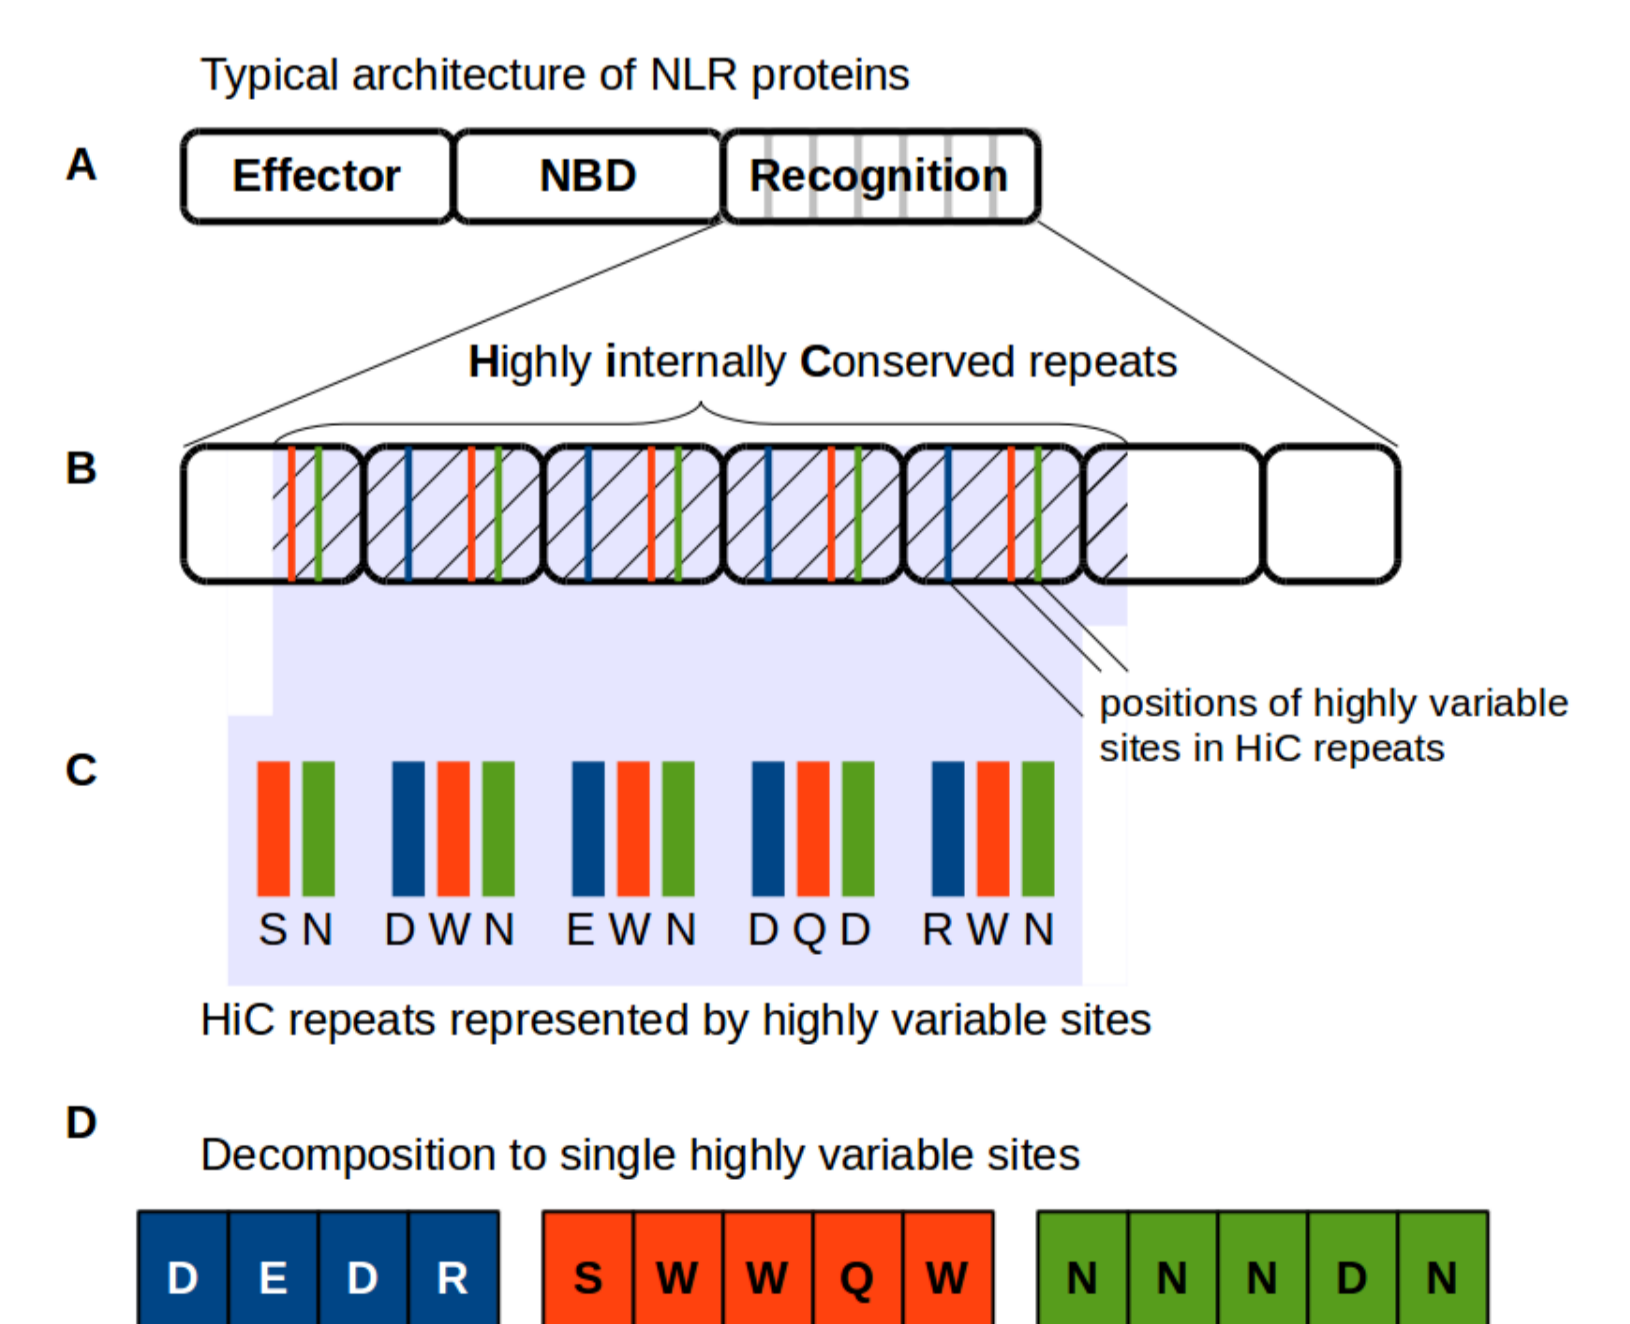 Typical architecture of NLR proteins
A
Effector NBD Recognition
Highly internally Conserved repeats
B
positions of highly variable
sites in HiC repeats
C
S N D W N E W N D Q D R W N
HiC repeats represented by highly variable sites
D
Decomposition to single highly variable sites
D E D R S W W Q W N N N D N